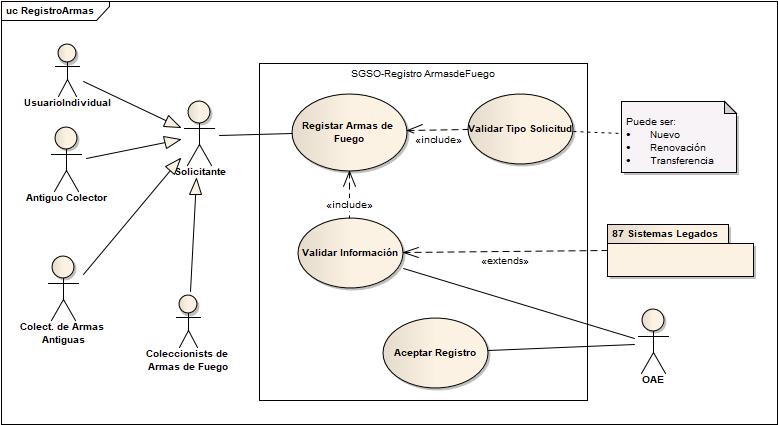 uc RegistroArmas
SGSO-Registro ArmasdeFuego
UsuarioIndividual
Registar Armas de
Fuego
«include»
Validar Tipo Solicitud
Puede ser:
• Nuevo
• Renovación
• Transferencia
Solicitante
Antiguo Colector
«include»
Validar Información
«extends»
87 Sistemas Legados
Colect. de Armas
Antiguas
Coleccionists de
Armas de Fuego
Aceptar Registro
OAE